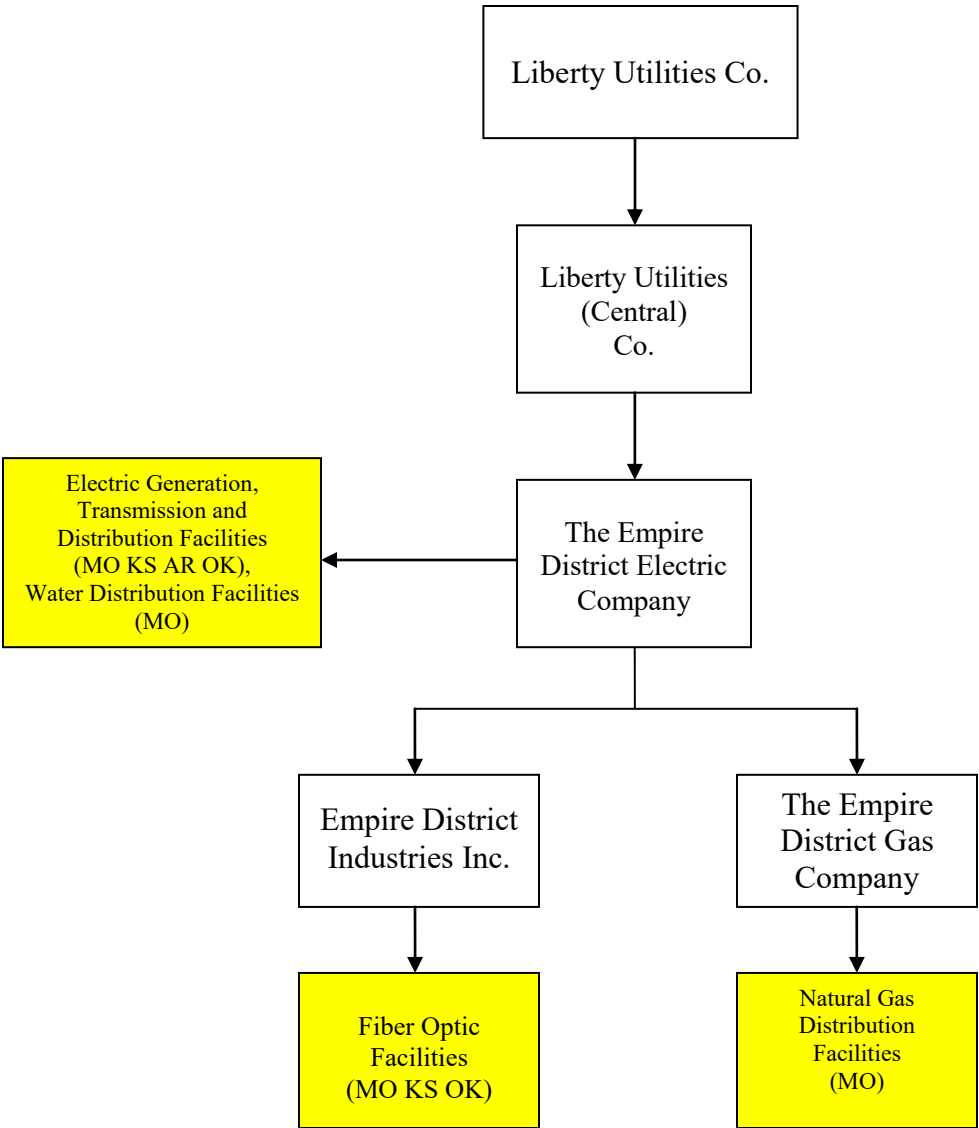 Liberty Utilities Co.
Liberty Utilities
(Central)
Co.
Electric Generation,
Transmission and
Distribution Facilities
(MO KS AR OK),
Water Distribution Facilities
(MO)
The Empire
District Electric
Company
Empire District
Industries Inc.
The Empire
District Gas
Company
Fiber Optic
Facilities
(MO KS OK)
Natural Gas
Distribution
Facilities
(MO)